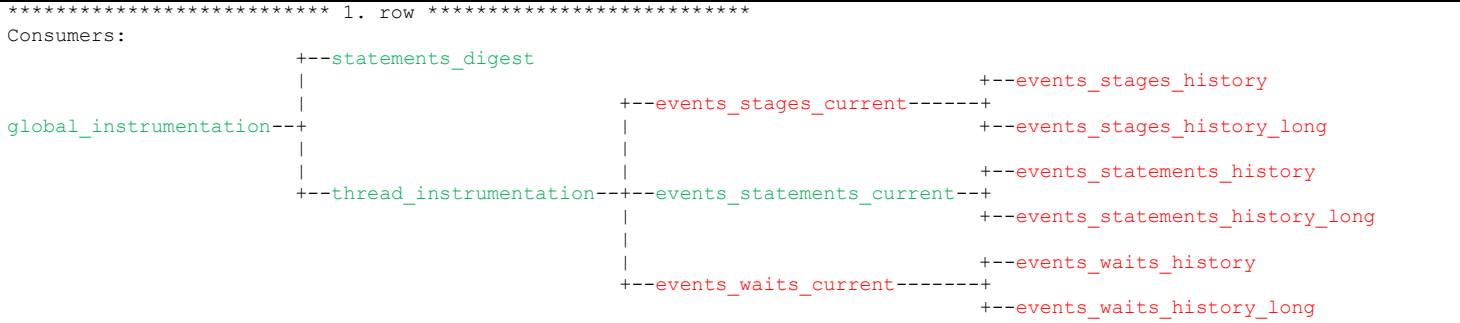 *************************** 1. row ***************************
Consumers:
                        +--statements_digest
                        |                                                        +--events_stages_history
                        |                          +--events_stages_current------+
global_instrumentation--+                          |                             +--events_stages_history_long
                        |                          |
                        |                          |                             +--events_statements_history
                        +--thread_instrumentation--+--events_statements_current--+
                                                   |                             +--events_statements_history_long
                                                   |
                                                   |                             +--events_waits_history
                                                   +--events_waits_current-------+
                                                                                 +--events_waits_history_long